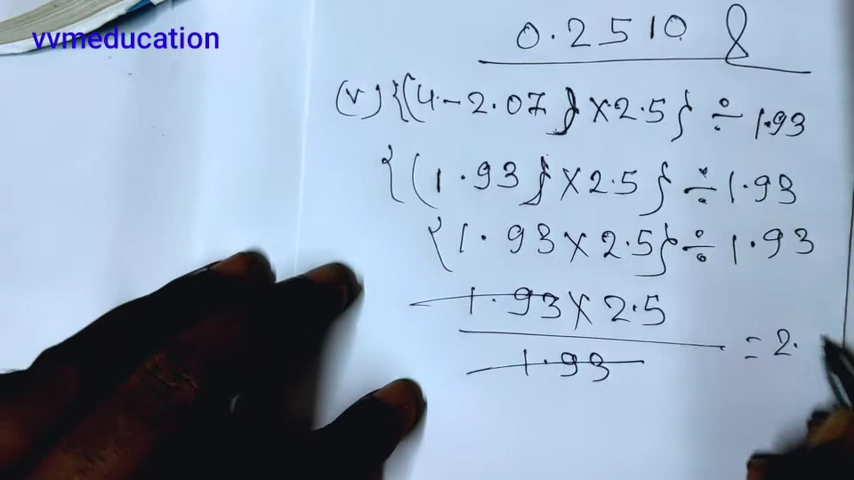 vvmeducation
0.2510 l
(v) {(4-2.07) × 2.5} ÷ 1.93
{(1.93) × 2.5} ÷ 1.93
{1.93 × 2.5} ÷ 1.93
1.93 × 2.5
1.93
= 2.